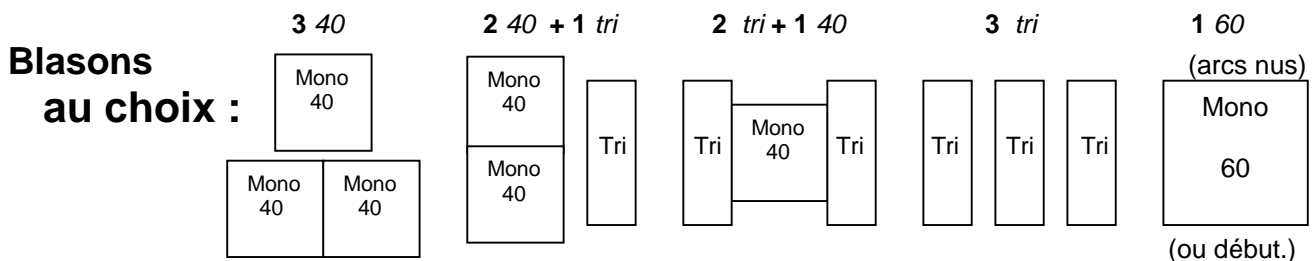 3 40
2 40 + 1 tri
2 tri + 1 40
3 tri
1 60
Blasons
au choix :
Mono
40
Mono
40
Mono
40
Mono
40
Mono
40
Tri
Tri
Mono
40
Tri
Tri
Tri
Tri
(arcs nus)
Mono
60
(ou début.)